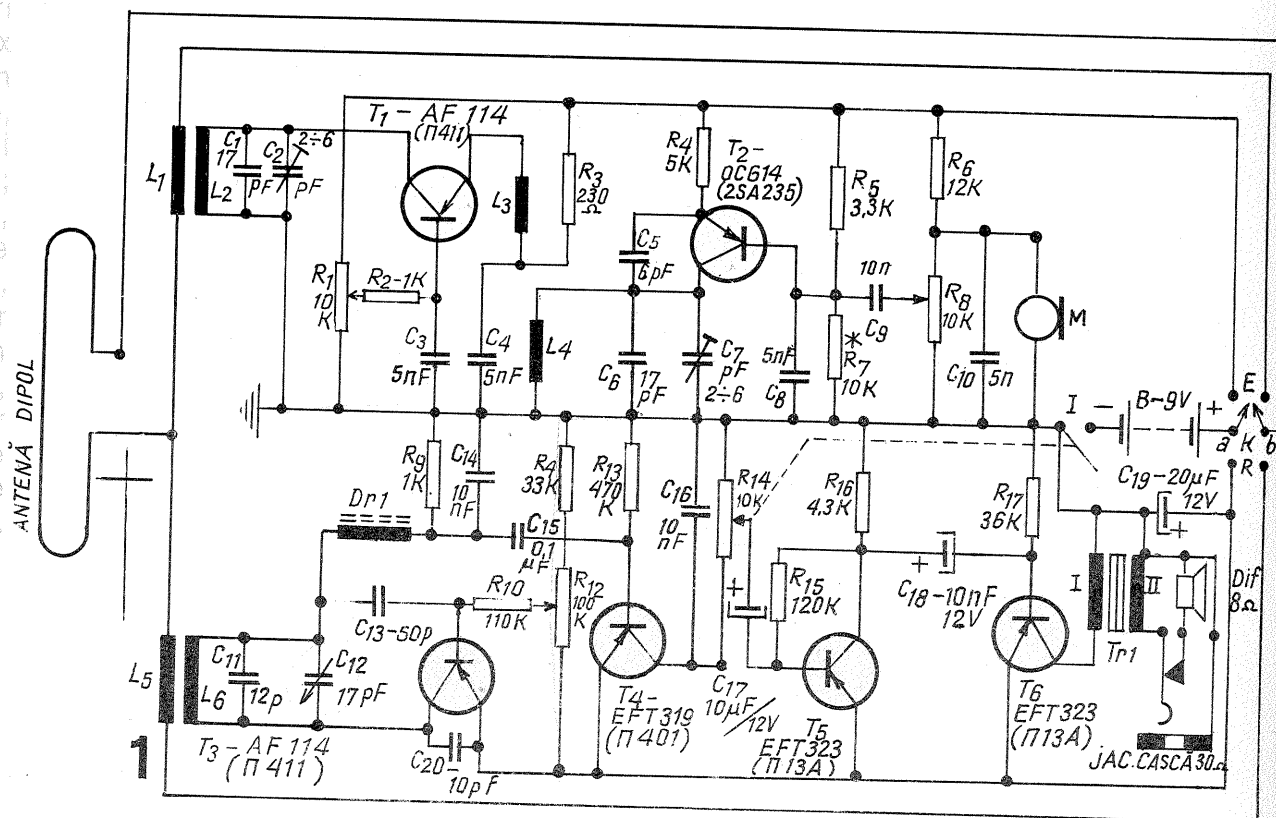 T1 – AF 114
(П411)
C1
17
pF
C2
2÷6
pF
L1
L2
L3
R3
230
Ω
R4
5K
T2 –
OC614
(2SA235)
R5
3,3K
R6
12K
R1
10
K
R2-1K
C3
5nF
C4
5nF
L4
C5
6pF
C6
17
pF
C7
pF
2÷6
5nF
C8
10n
C9
*
R7
10K
R8
10K
C10
5n
M
ANTENĂ DIPOL
I
–
B-9V
+
E
a
K
b
R
R9
1K
C14
10
nF
R4
33K
R13
470
K
C16
10
nF
R14
10K
R16
4,3K
R17
36K
C19-20µF
12V
+
Dr1
C15
0,1
µF
C13-50p
R10
110K
R12
100
K
+
R15
120K
+
C18-10nF
12V
I
II
Tr1
Dif
8Ω
L5
L6
C11
12p
C12
17pF
T3 – AF 114
(П 411)
C20-
10pF
T4-
EFT319
(П401)
C17
10µF/12V
T5
EFT323
(П13A)
T6
EFT323
(П13A)
jAC.CASCĂ30Ω
1